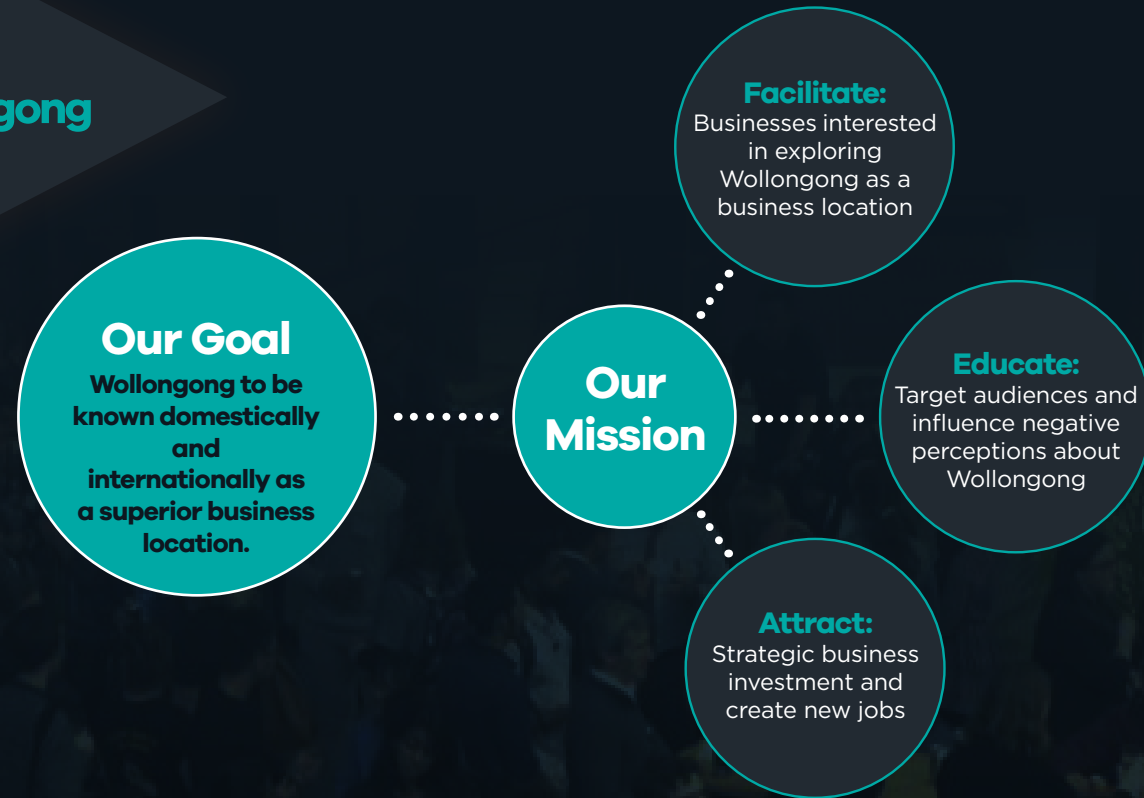 gong
Our Goal
Wollongong to be
known domestically
and
internationally as
a superior business
location.
Our
Mission
Facilitate:
Businesses interested
in exploring
Wollongong as a
business location
Educate:
Target audiences and
influence negative
perceptions about
Wollongong
Attract:
Strategic business
investment and
create new jobs